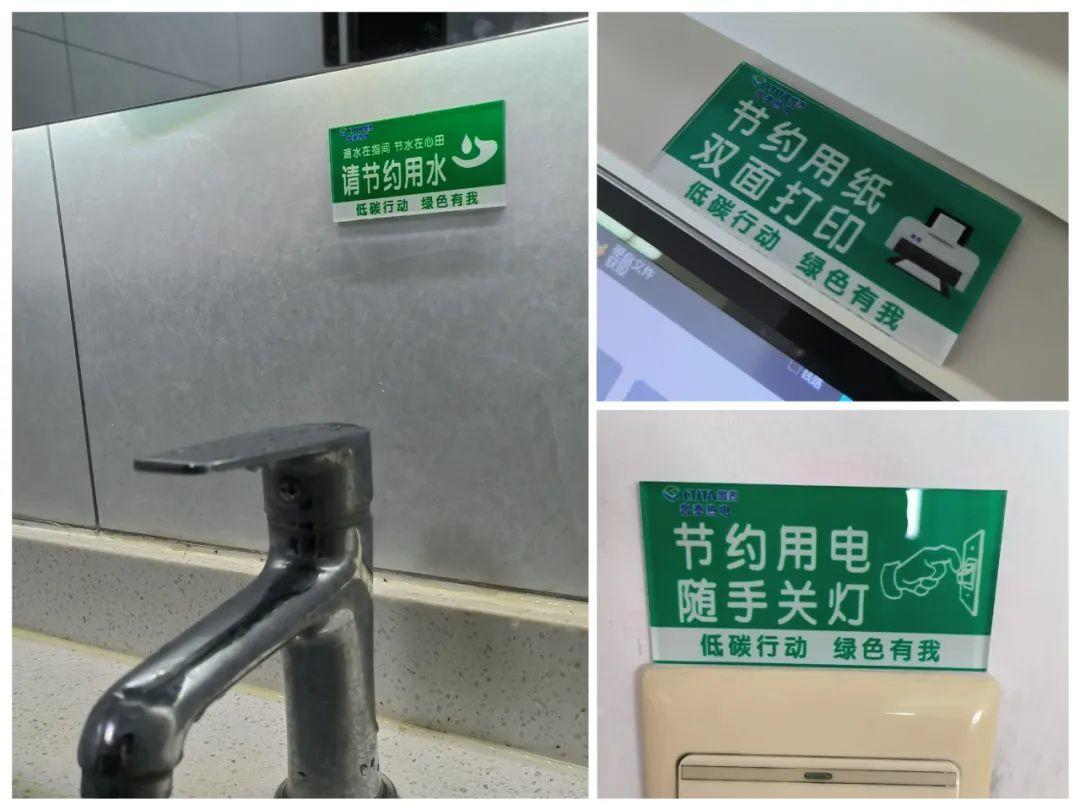 滴水在指间 节水在心田
请节约用水
低碳行动 绿色有我
节约用纸
双面打印
低碳行动 绿色有我
节约用电
随手关灯
低碳行动 绿色有我